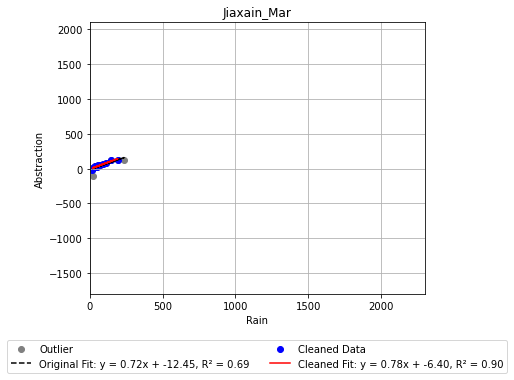 Jiaxain_Mar
2000
1500
1000
500
0
-500
-1000
-1500
Abstraction
0 500 1000 1500 2000
Rain
Outlier Cleaned Data
Original Fit: y = 0.72x + -12.45, R² = 0.69 Cleaned Fit: y = 0.78x + -6.40, R² = 0.90